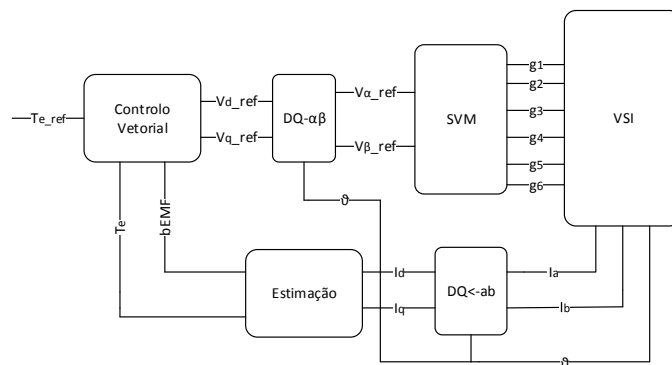 Te_ref
Controlo
Vetorial
Vd_ref
Vq_ref
DQ-αβ
Vα_ref
Vβ_ref
SVM
g1
g2
g3
g4
g5
g6
VSI
Te
bEMF
ϑ
Estimação
Id
Iq
DQ<-ab
Ia
Ib
ϑ